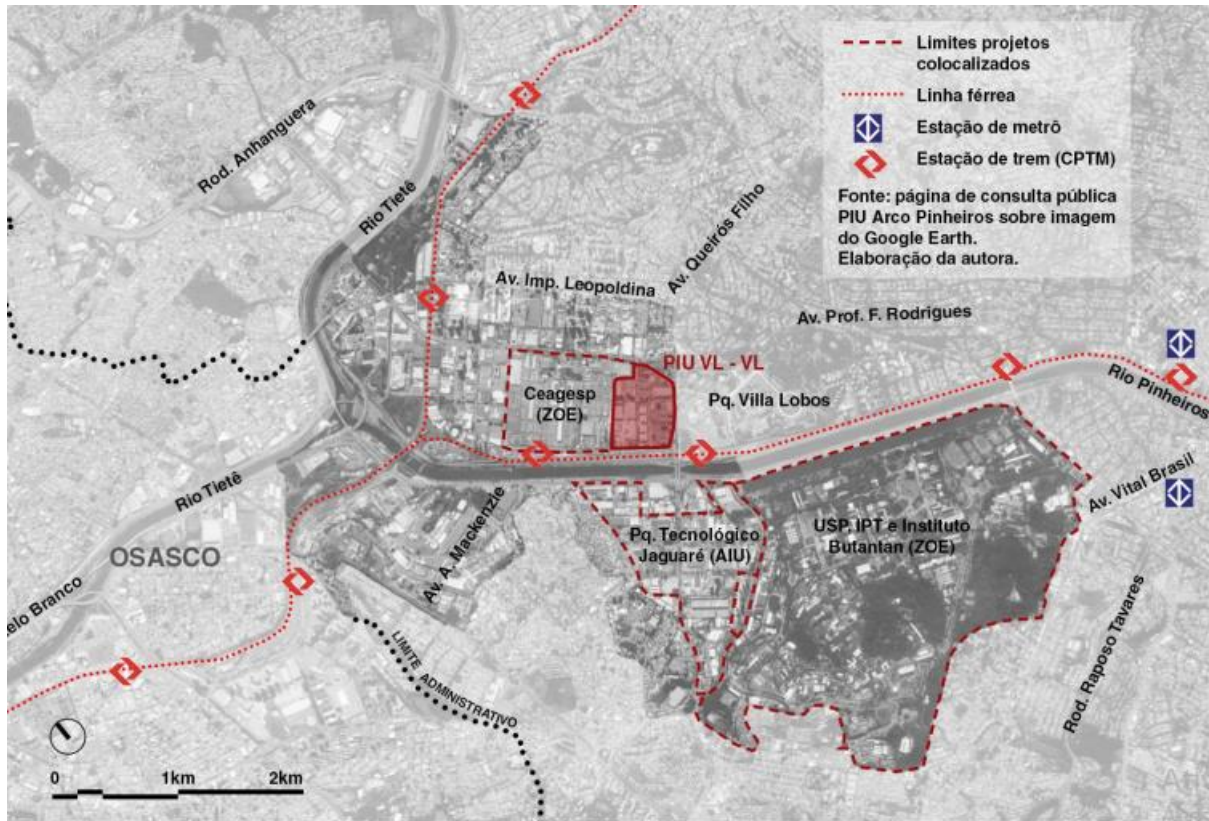 Limites projetos
colocalizados
Linha férrea
Estação de metrô
Estação de trem (CPTM)
Fonte: página de consulta pública
PIU Arco Pinheiros sobre imagem
do Google Earth.
Elaboração da autora.
Rod. Anhanguera
Rio Tietê
Av. Queirós Filho
Av. Imp. Leopoldina
Av. Prof. F. Rodrigues
PIU VL - VL
Ceagesp
(ZOE)
Pq. Villa Lobos
Rio Pinheiros
Av. Vital Brasil
Rio Tietê
OSASCO
Av. A. Mackenzie
Pq. Tecnológico
Jaguaré (AIU)
USP, IPT e Instituto
Butantan (ZOE)
elo Branco
LIMITE ADMINISTRATIVO
Rod. Raposo Tavares
0 1km 2km